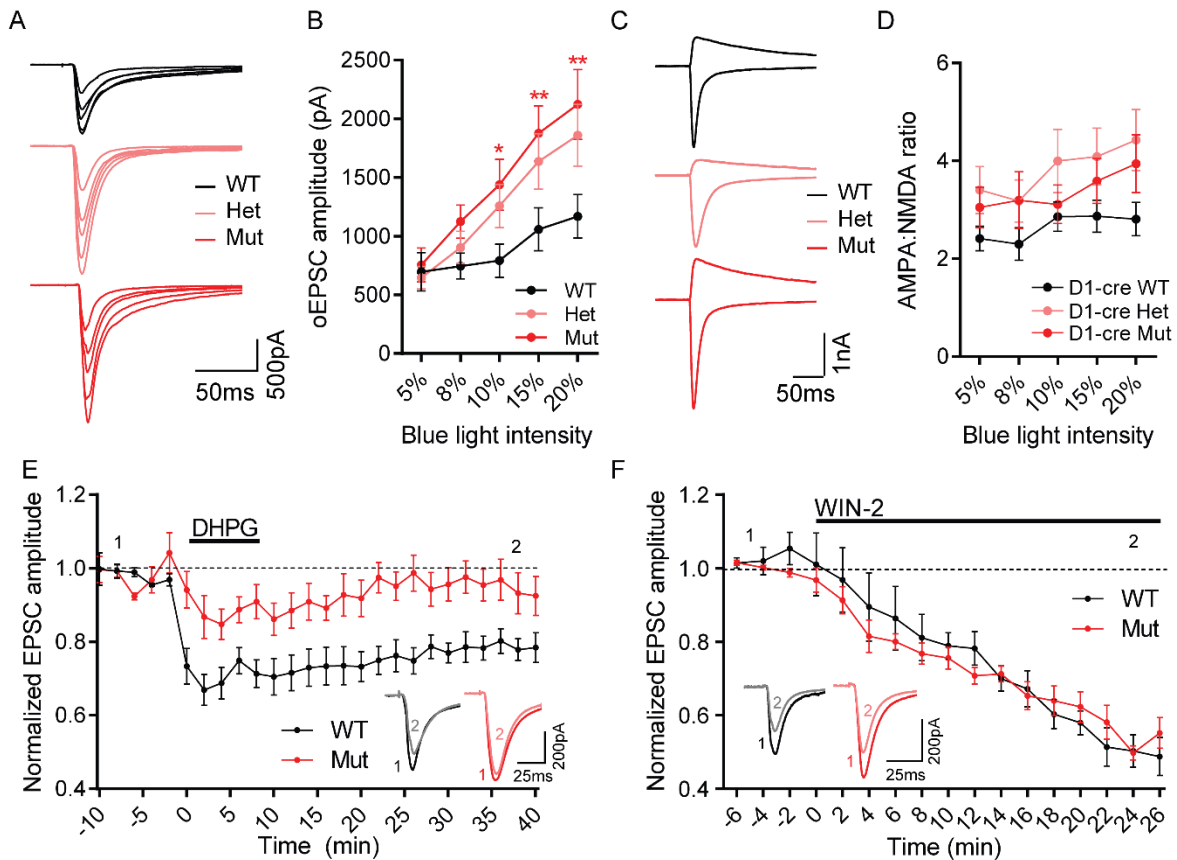 A
WT
Het
Mut
50ms
500pA
B
oEPSC amplitude (pA)
2500
2000
1500
1000
500
0
*
**
**
WT
Het
Mut
5%
8%
10%
15%
20%
Blue light intensity
C
WT
Het
Mut
50ms
1nA
D
AMPA:NMDA ratio
6
4
2
0
D1-cre WT
D1-cre Het
D1-cre Mut
5%
8%
10%
15%
20%
Blue light intensity
E
Normalized EPSC amplitude
1.2
1.0
0.8
0.6
0.4
1
DHPG
2
WT
Mut
1
2
1
2
25ms
200pA
-10
-5
0
5
10
15
20
25
30
35
40
Time (min)
F
Normalized EPSC amplitude
1.2
1.0
0.8
0.6
0.4
1
WIN-2
2
WT
Mut
1
2
1
2
25ms
200pA
-6
-4
-2
0
2
4
6
8
10
12
14
16
18
20
22
24
26
Time (min)